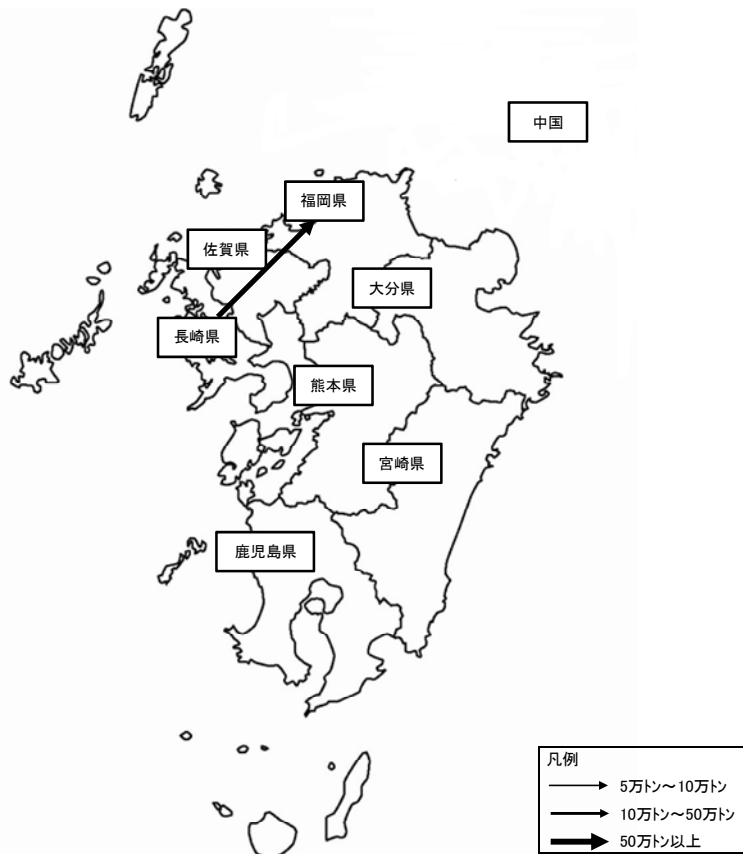 中国
福岡県
佐賀県
大分県
長崎県
熊本県
宮崎県
鹿児島県
凡例
5万トン～10万トン
10万トン～50万トン
50万トン以上